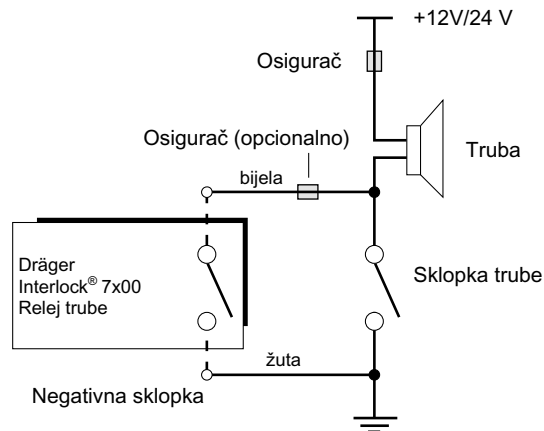 +12V/24 V
Osigurač
Truba
Osigurač (opcionalno)
bijela
Dräger
Interlock® 7x00
Relej trube
Sklopka trube
žuta
Negativna sklopka